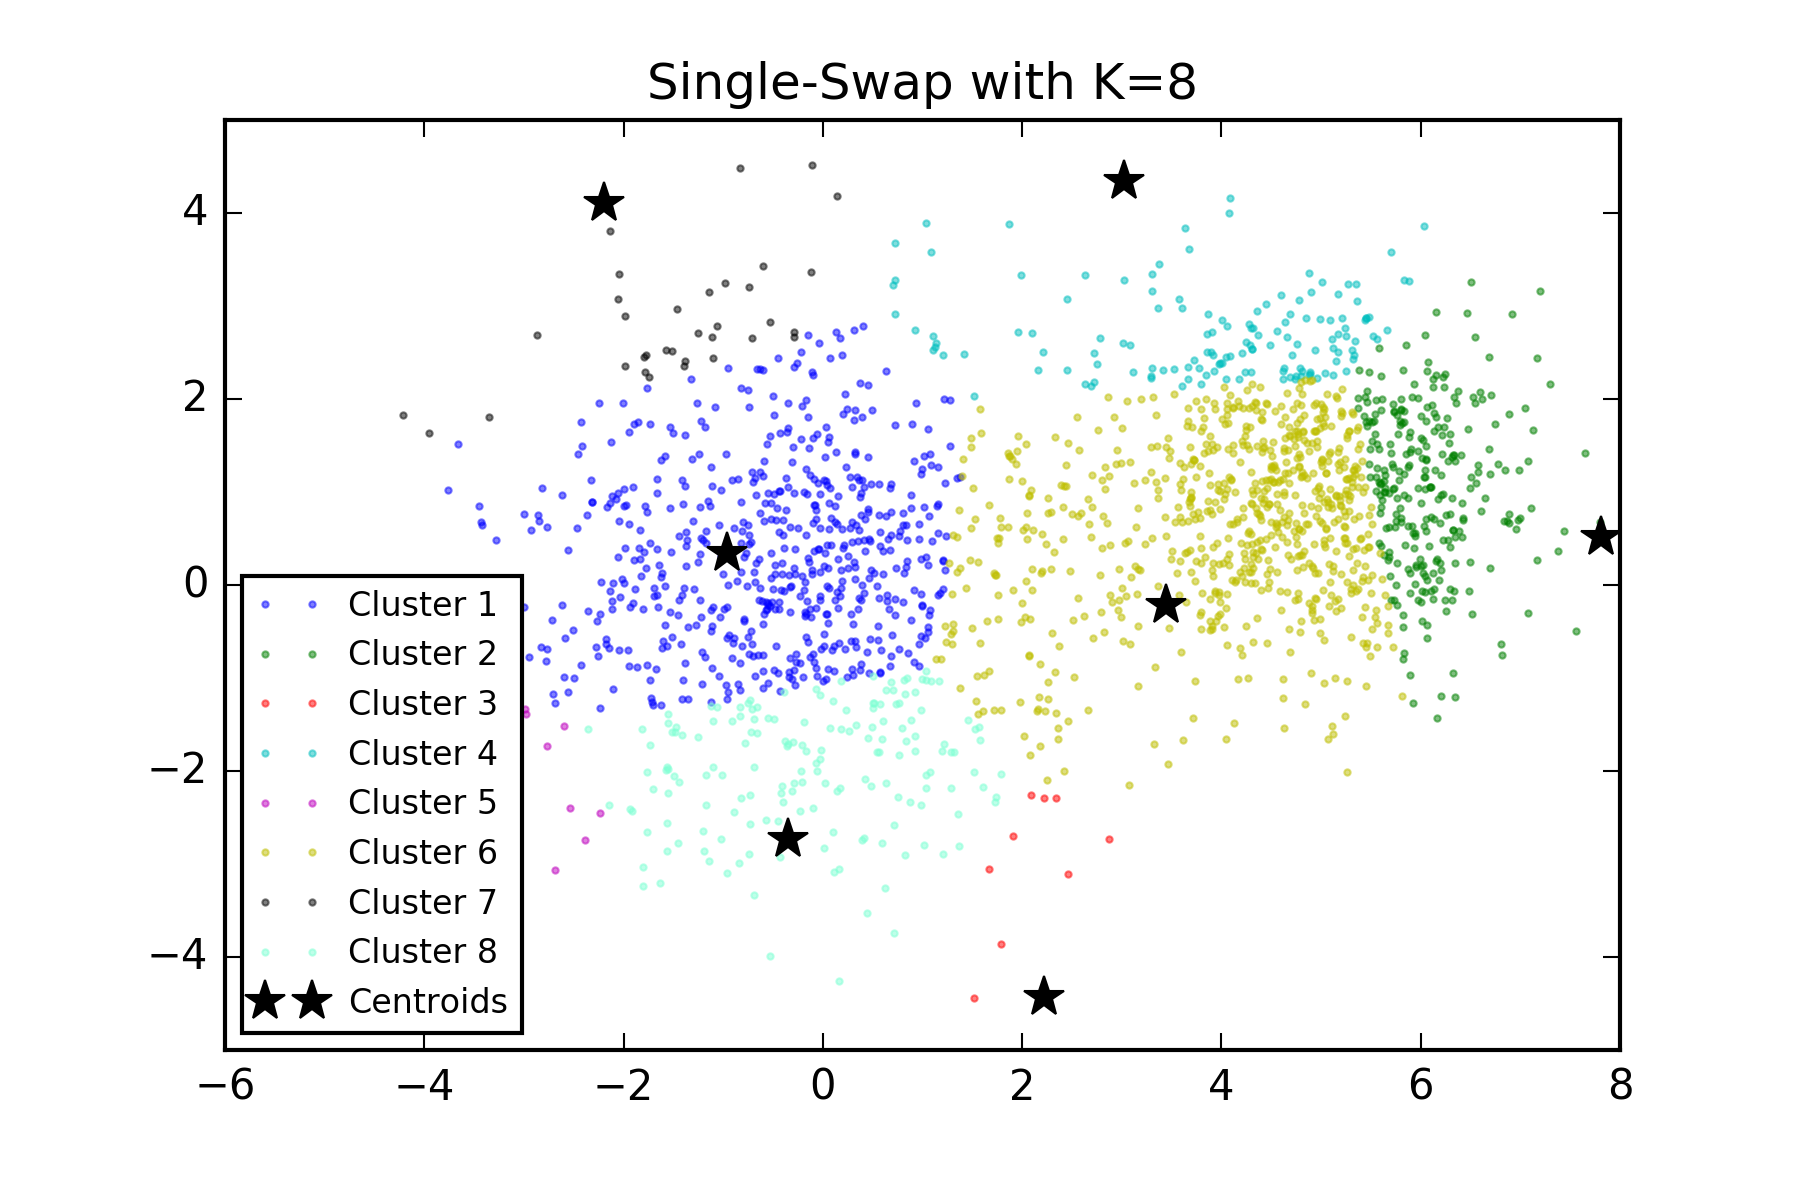 Single-Swap with K=8
4
2
0
−2
−4
Cluster 1
Cluster 2
Cluster 3
Cluster 4
Cluster 5
Cluster 6
Cluster 7
Cluster 8
Centroids
−6 −4 −2 0 2 4 6 8